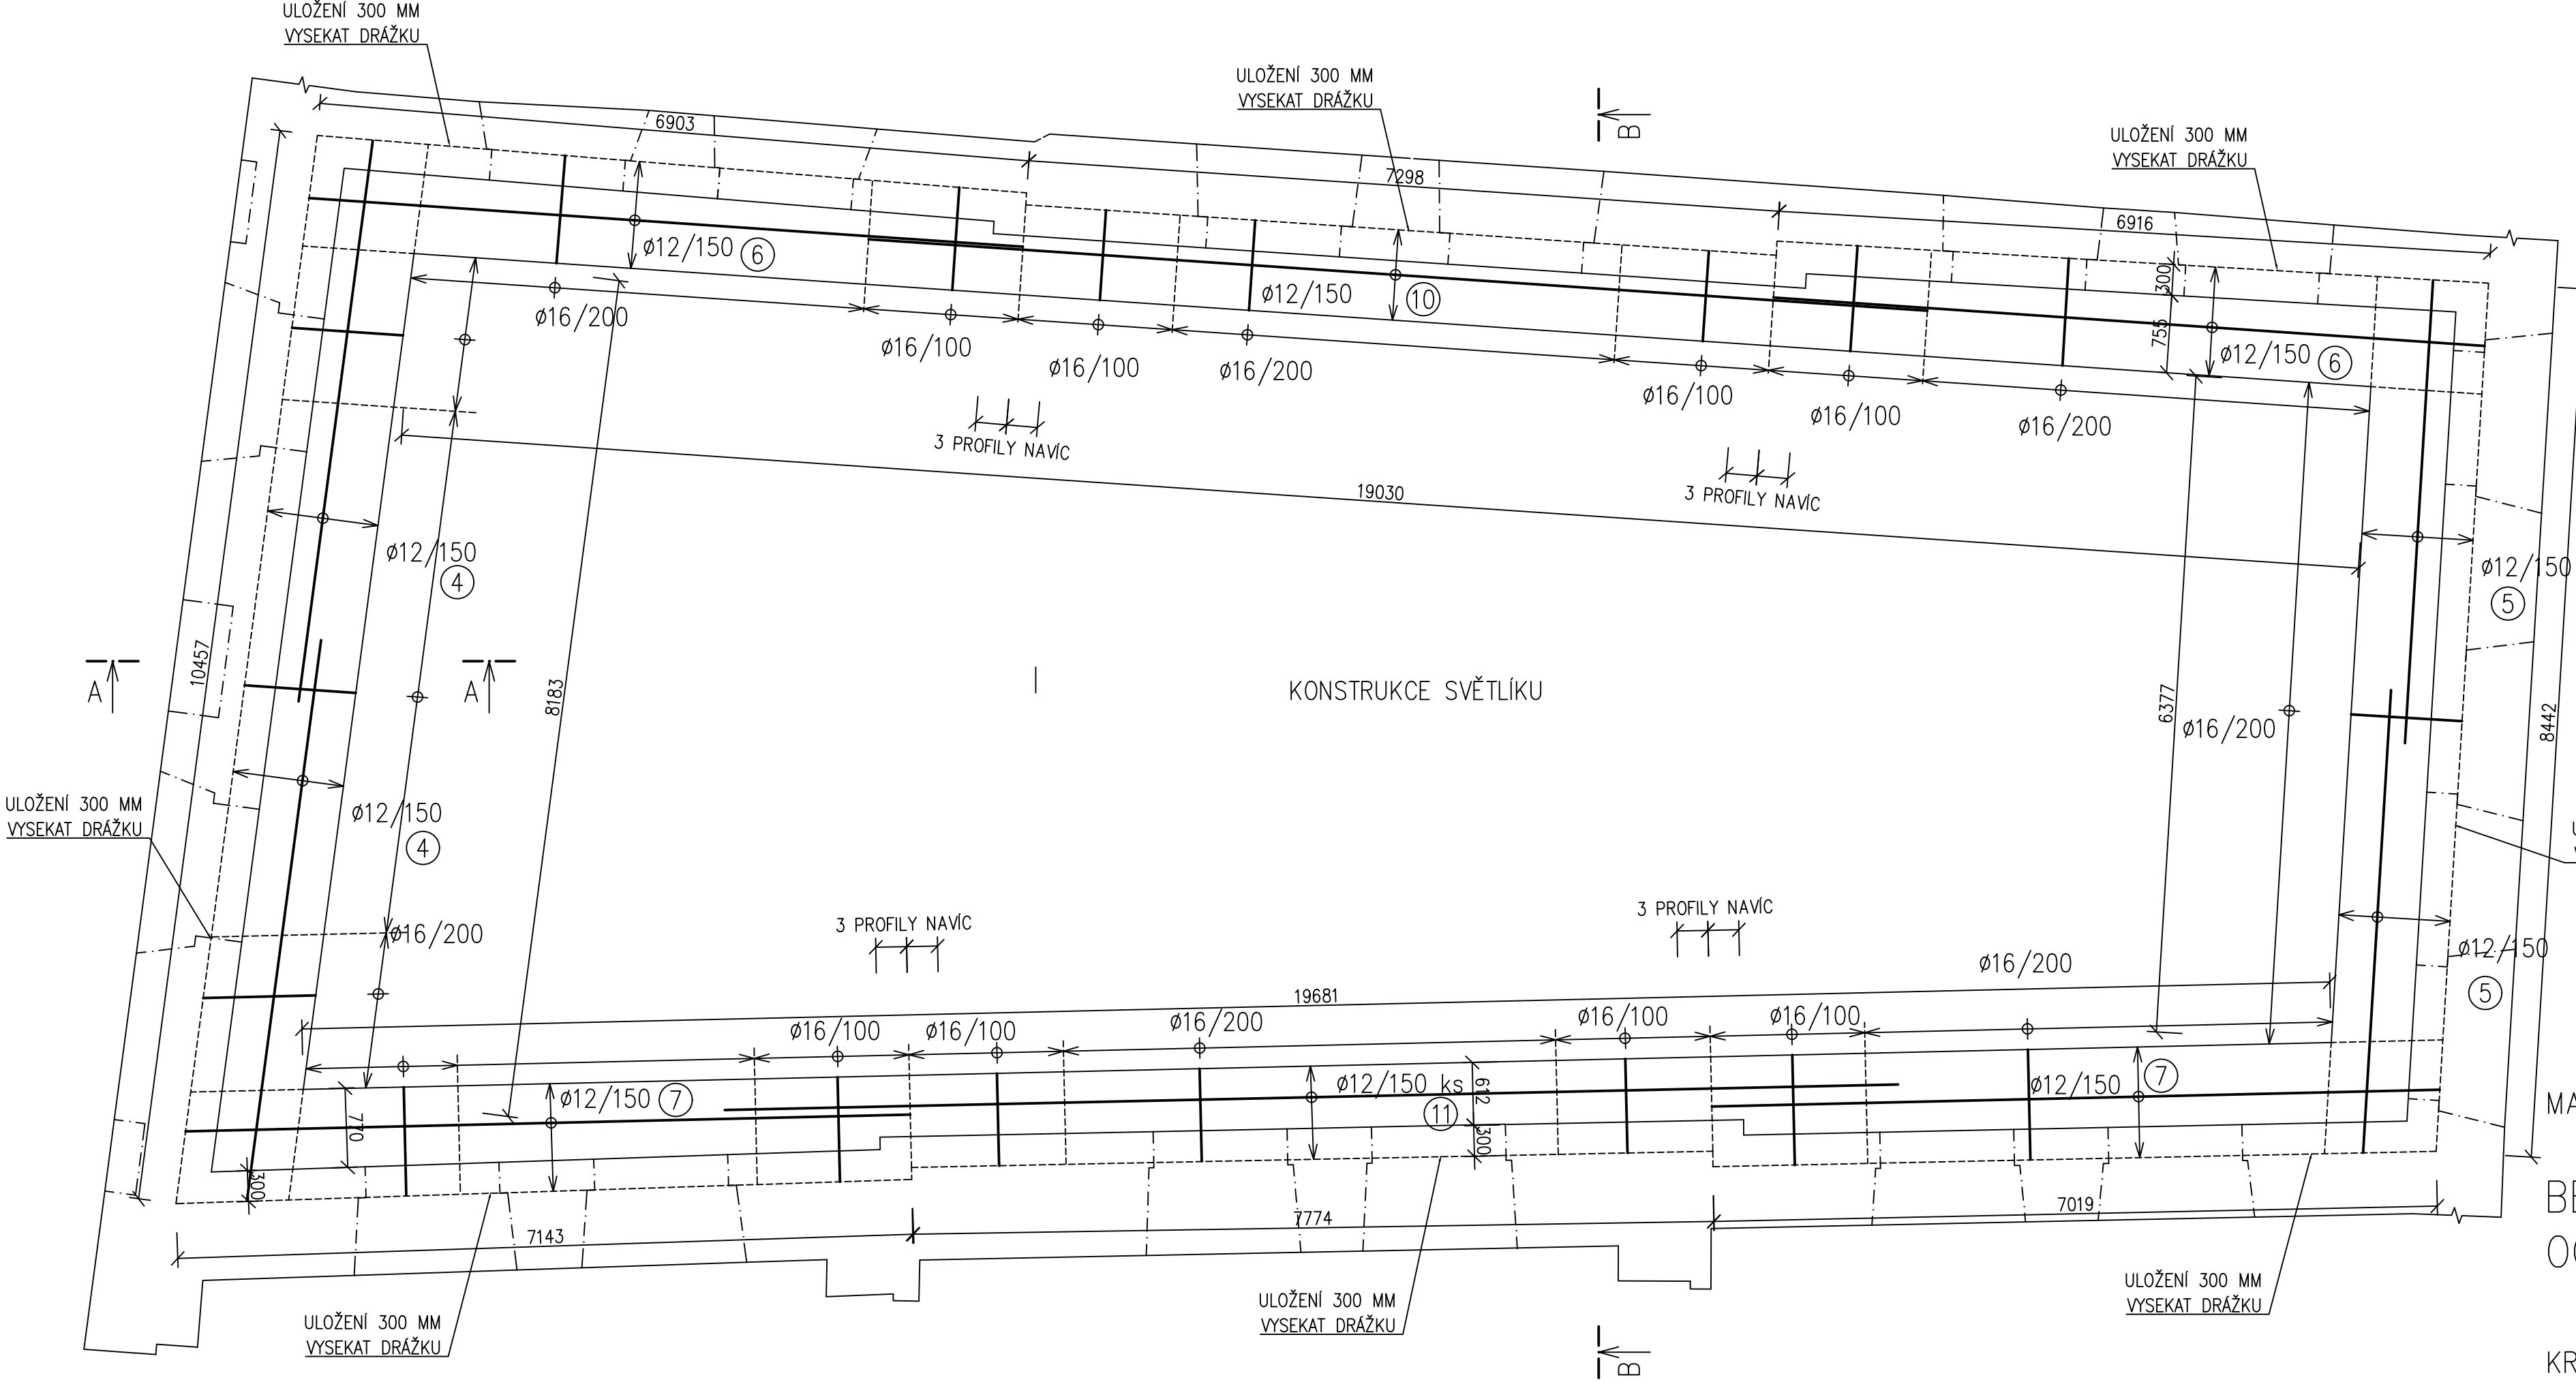 ULOŽENÍ 300 MM
VYSEKAT DRÁŽKU
ULOŽENÍ 300 MM
VYSEKAT DRÁŽKU
ULOŽENÍ 300 MM
VYSEKAT DRÁŽKU
B
6903
7298
6916
ø12/150 6
ø12/150 10
300
755
ø12/150 6
ø16/200
ø16/100
ø16/100
ø16/200
ø16/100
ø16/100
ø16/200
3 PROFILY NAVÍC
3 PROFILY NAVÍC
19030
ø12/150
4
ø12/150
5
10457
A
A
8183
KONSTRUKCE SVĚTLÍKU
6377
ø16/200
8442
ULOŽENÍ 300 MM
VYSEKAT DRÁŽKU
ø12/150
4
ø16/200
3 PROFILY NAVÍC
3 PROFILY NAVÍC
ø16/200
ø12/150
5
19681
ø16/100
ø16/100
ø16/200
ø16/100
ø16/100
770
ø12/150 7
ø12/150 ks
11
612
300
ø12/150 7
300
MA
BE
7143
7774
7019
ULOŽENÍ 300 MM
VYSEKAT DRÁŽKU
ULOŽENÍ 300 MM
VYSEKAT DRÁŽKU
ULOŽENÍ 300 MM
VYSEKAT DRÁŽKU
B
KR